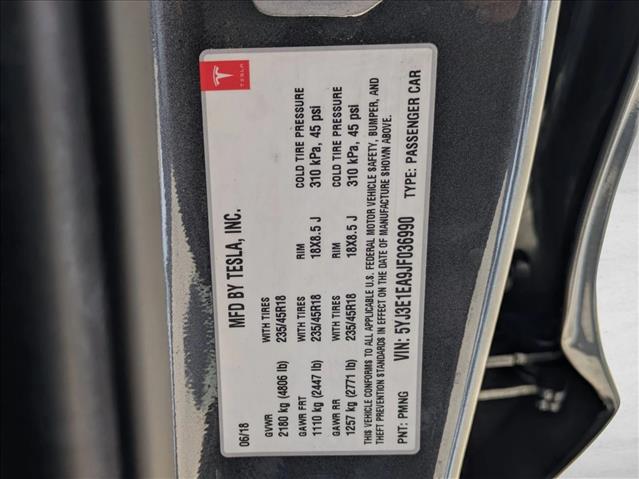 TESLA
06/18 MFD BY TESLA, INC.
GVWR WITH TIRES
2180 kg (4806 lb) 235/45R18
GAWR FRT WITH TIRES RIM COLD TIRE PRESSURE
1110 kg (2447 lb) 235/45R18 18X8.5 J 310 kPa, 45 psi
GAWR RR WITH TIRES RIM COLD TIRE PRESSURE
1257 kg (2771 lb) 235/45R18 18X8.5 J 310 kPa, 45 psi
THIS VEHICLE CONFORMS TO ALL APPLICABLE U.S. FEDERAL MOTOR VEHICLE SAFETY, BUMPER, AND
THEFT PREVENTION STANDARDS IN EFFECT ON THE DATE OF MANUFACTURE SHOWN ABOVE.
PNT: PMNG VIN: 5YJ3E1EA9JF036990 TYPE: PASSENGER CAR